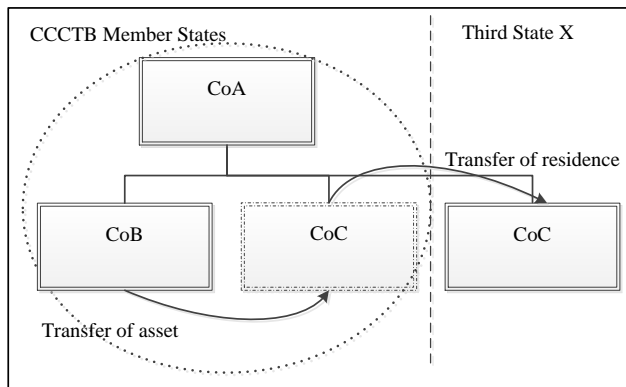 CCCTB Member States
Third State X
CoA
Transfer of residence
CoB
CoC
CoC
Transfer of asset